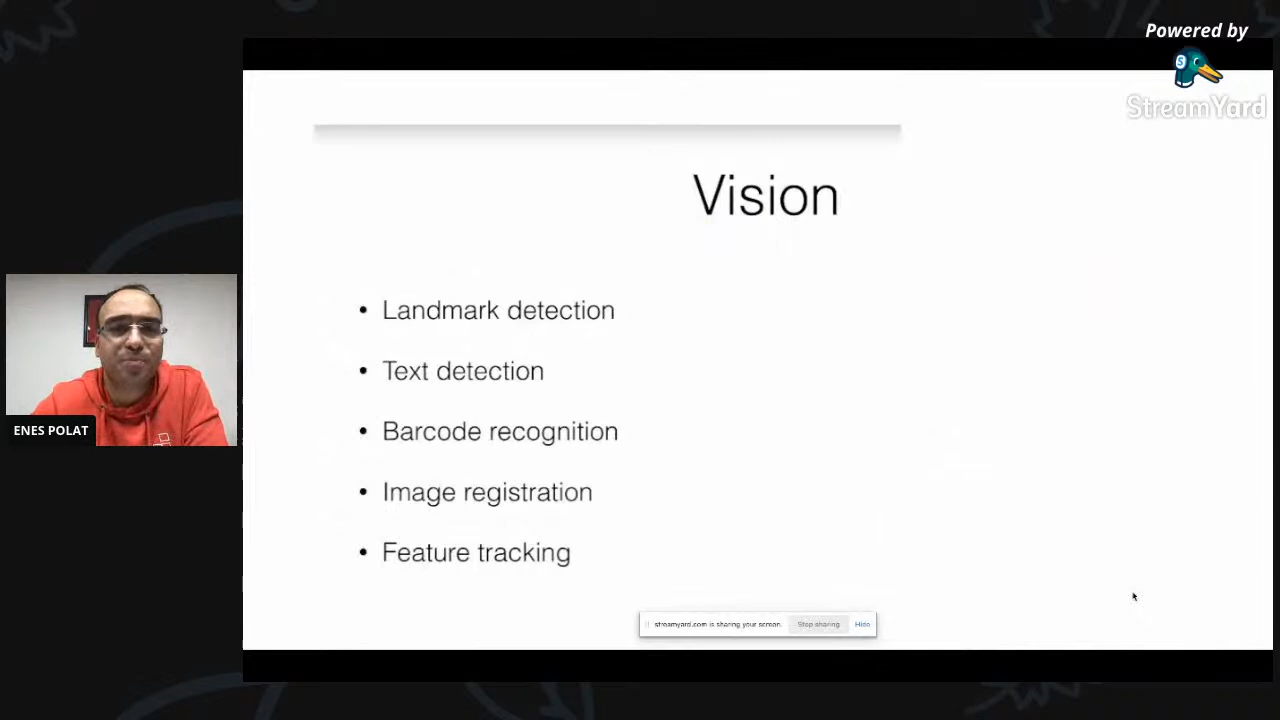 Powered by
StreamYard
Vision
• Landmark detection
• Text detection
• Barcode recognition
• Image registration
• Feature tracking
ENES POLAT
streamyard.com is sharing your screen.
Stop sharing
Hide